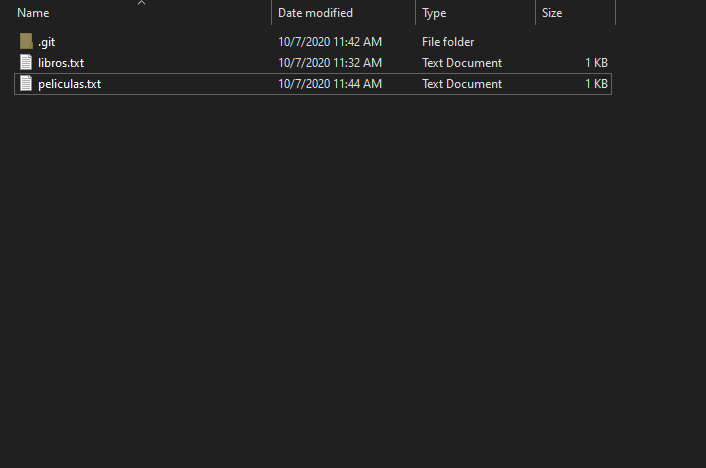 Name Date modified Type Size
.git 10/7/2020 11:42 AM File folder
libros.txt 10/7/2020 11:32 AM Text Document 1 KB
peliculas.txt 10/7/2020 11:44 AM Text Document 1 KB